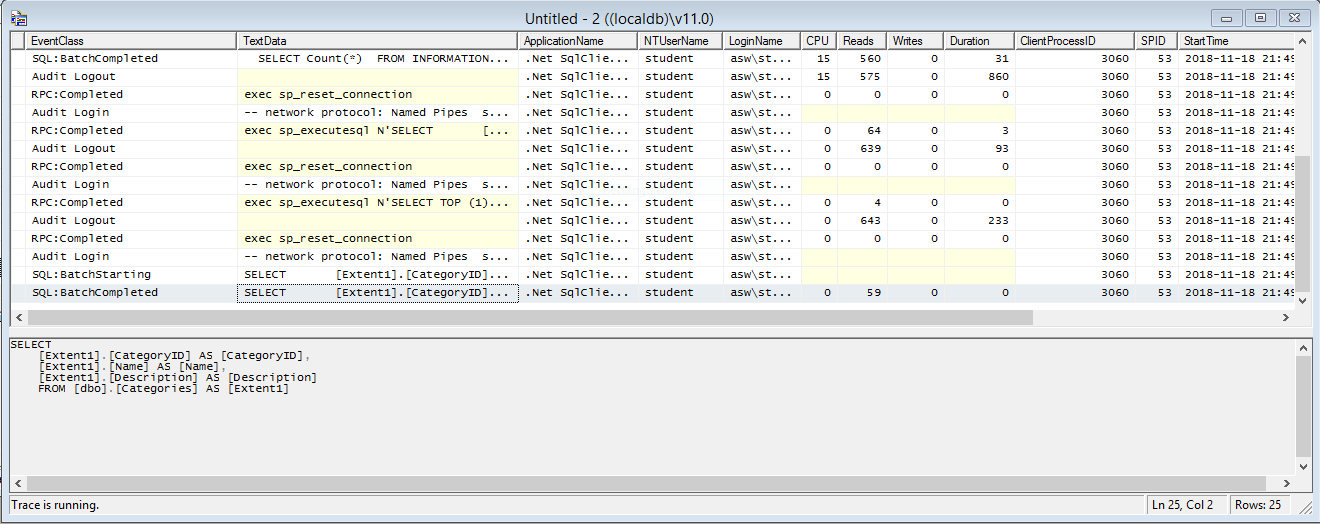 Untitled - 2 ((localdb)\v11.0)
EventClass TextData ApplicationName NTUserName LoginName CPU Reads Writes Duration ClientProcessID SPID StartTime
SQL:BatchCompleted SELECT Count(*) FROM INFORMATION... .Net SqlClie... student asw\st... 15 560 0 31 3060 53 2018-11-18 21:49
Audit Logout .Net SqlClie... student asw\st... 15 575 0 860 3060 53 2018-11-18 21:49
RPC:Completed exec sp_reset_connection .Net SqlClie... student asw\st... 0 0 0 0 3060 53 2018-11-18 21:49
Audit Login -- network protocol: Named Pipes s... .Net SqlClie... student asw\st... 3060 53 2018-11-18 21:49
RPC:Completed exec sp_executesql N'SELECT [... .Net SqlClie... student asw\st... 0 64 0 3 3060 53 2018-11-18 21:49
Audit Logout .Net SqlClie... student asw\st... 0 639 0 93 3060 53 2018-11-18 21:49
RPC:Completed exec sp_reset_connection .Net SqlClie... student asw\st... 0 0 0 0 3060 53 2018-11-18 21:49
Audit Login -- network protocol: Named Pipes s... .Net SqlClie... student asw\st... 3060 53 2018-11-18 21:49
RPC:Completed exec sp_executesql N'SELECT TOP (1)... .Net SqlClie... student asw\st... 0 4 0 0 3060 53 2018-11-18 21:49
Audit Logout .Net SqlClie... student asw\st... 0 643 0 233 3060 53 2018-11-18 21:49
RPC:Completed exec sp_reset_connection .Net SqlClie... student asw\st... 0 0 0 0 3060 53 2018-11-18 21:49
Audit Login -- network protocol: Named Pipes s... .Net SqlClie... student asw\st... 3060 53 2018-11-18 21:49
SQL:BatchStarting SELECT [Extent1].[CategoryID]... .Net SqlClie... student asw\st... 3060 53 2018-11-18 21:49
SQL:BatchCompleted SELECT [Extent1].[CategoryID]... .Net SqlClie... student asw\st... 0 59 0 0 3060 53 2018-11-18 21:49
SELECT
[Extent1].[CategoryID] AS [CategoryID],
[Extent1].[Name] AS [Name],
[Extent1].[Description] AS [Description]
FROM [dbo].[Categories] AS [Extent1]
Trace is running. Ln 25, Col 2 Rows: 25